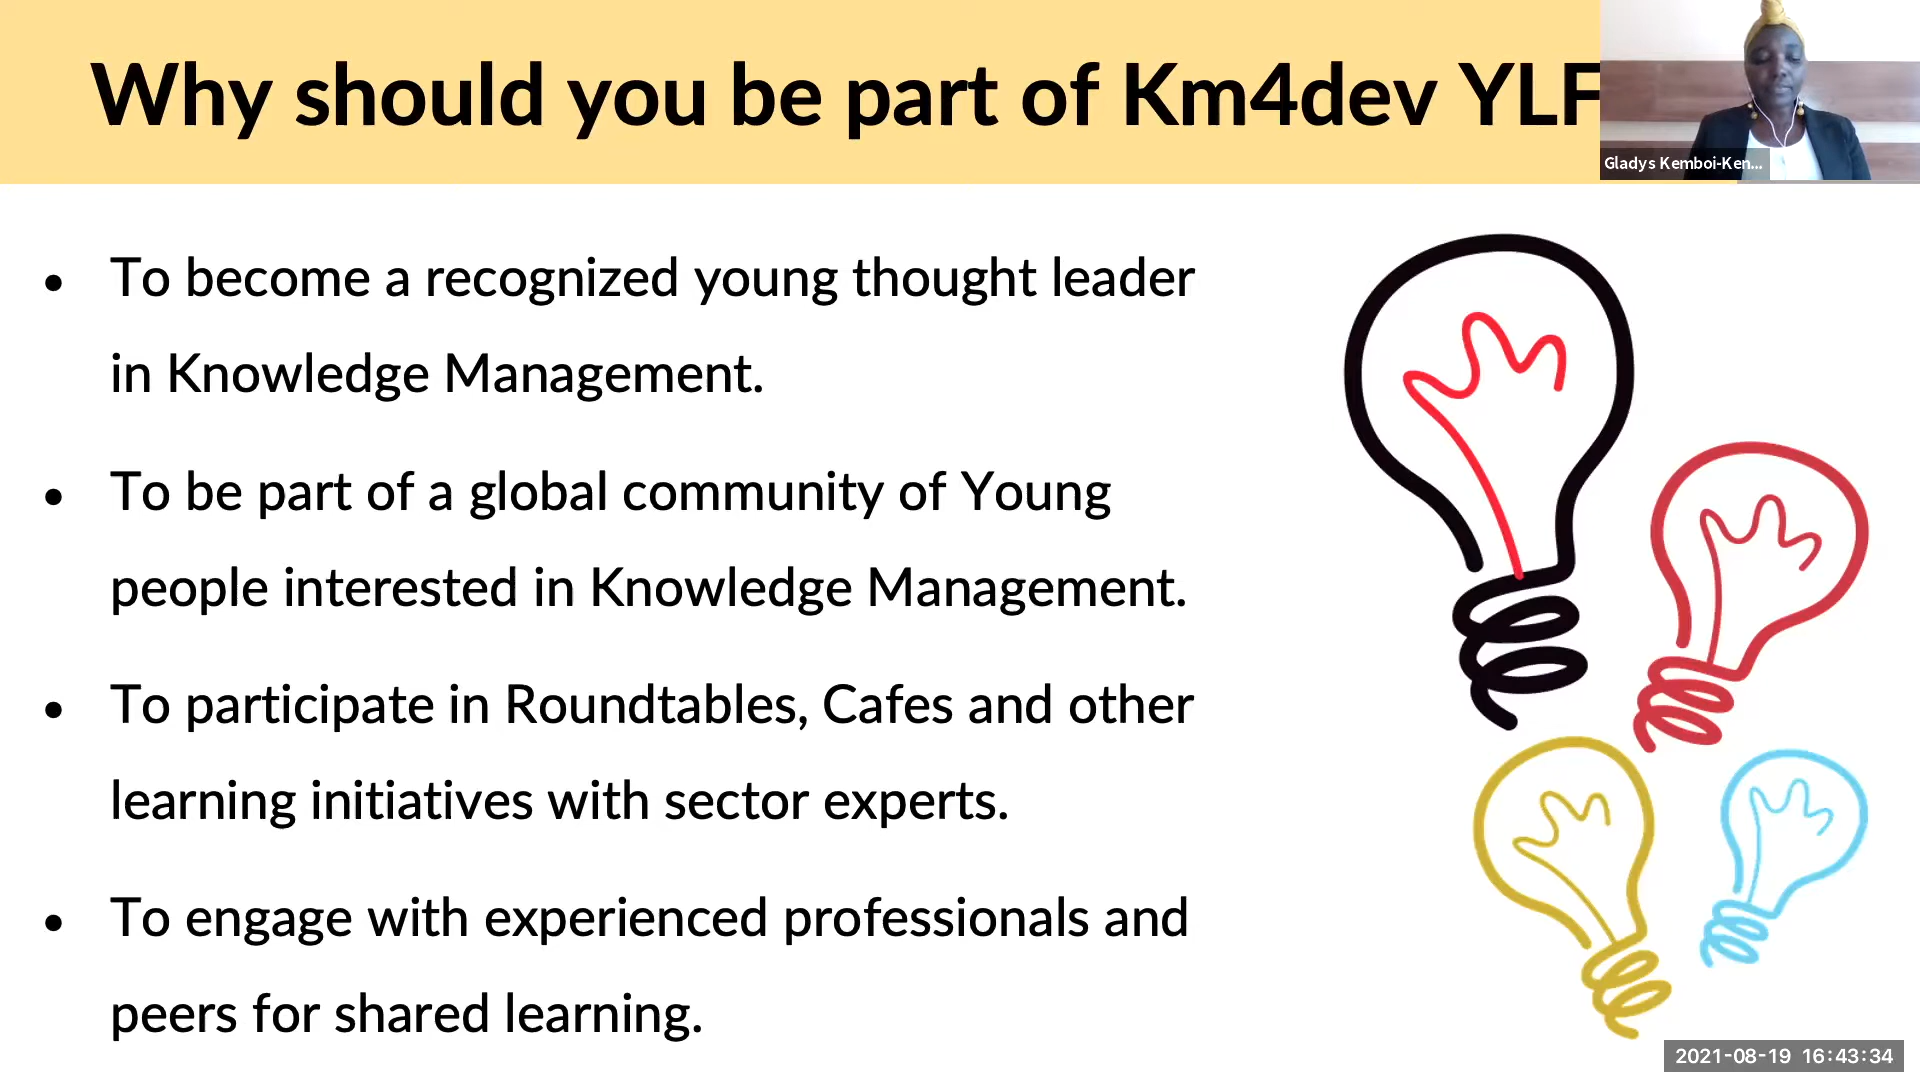 Why should you be part of Km4dev YLF
Gladys Kemboi-Ken...
• To become a recognized young thought leader
in Knowledge Management.
• To be part of a global community of Young
people interested in Knowledge Management.
• To participate in Roundtables, Cafes and other
learning initiatives with sector experts.
• To engage with experienced professionals and
peers for shared learning.
2021-08-19 16:43:34